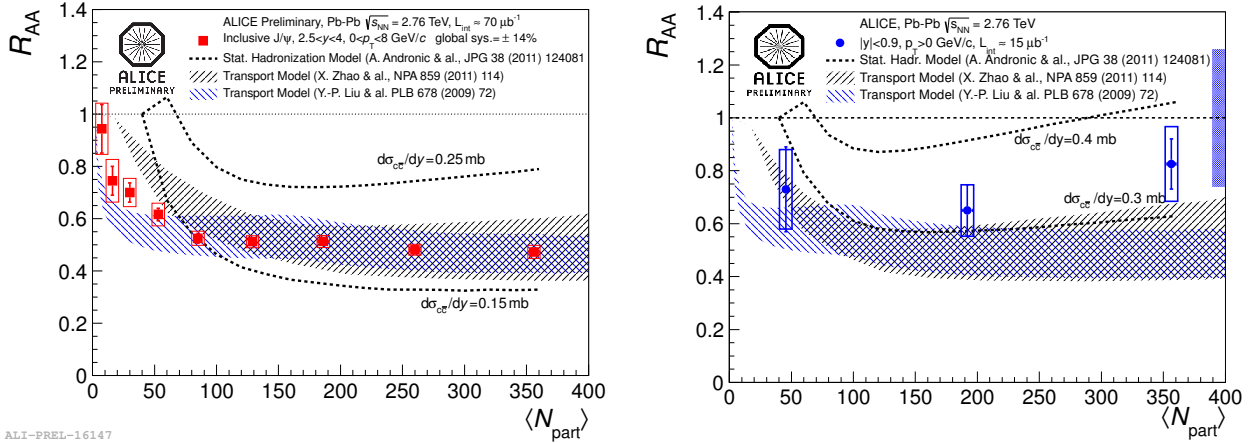 ALICE Preliminary, Pb-Pb √s_NN = 2.76 TeV, L_int ≈ 70 μb⁻¹
Inclusive J/ψ, 2.5<y<4, 0<p_T<8 GeV/c global sys.= ± 14%
Stat. Hadronization Model (A. Andronic & al., JPG 38 (2011) 124081
Transport Model (X. Zhao & al., NPA 859 (2011) 114)
Transport Model (Y.-P. Liu & al. PLB 678 (2009) 72)
ALICE
PRELIMINARY
R_AA
1.4
1.2
1
0.8
0.6
0.4
0.2
0
dσ_cc̅/dy=0.25 mb
dσ_cc̅/dy=0.15 mb
0 50 100 150 200 250 300 350 400
⟨N_part⟩
ALI-PREL-16147
ALICE, Pb-Pb √s_NN = 2.76 TeV
|y|<0.9, p_T>0 GeV/c, L_int ≈ 15 μb⁻¹
Stat. Hadr. Model (A. Andronic & al., JPG 38 (2011) 124081)
Transport Model (X. Zhao & al., NPA 859 (2011) 114)
Transport Model (Y.-P. Liu & al. PLB 678 (2009) 72)
ALICE
PRELIMINARY
R_AA
1.4
1.2
1
0.8
0.6
0.4
0.2
0
dσ_cc̅/dy=0.4 mb
dσ_cc̅/dy=0.3 mb
0 50 100 150 200 250 300 350 400
⟨N_part⟩